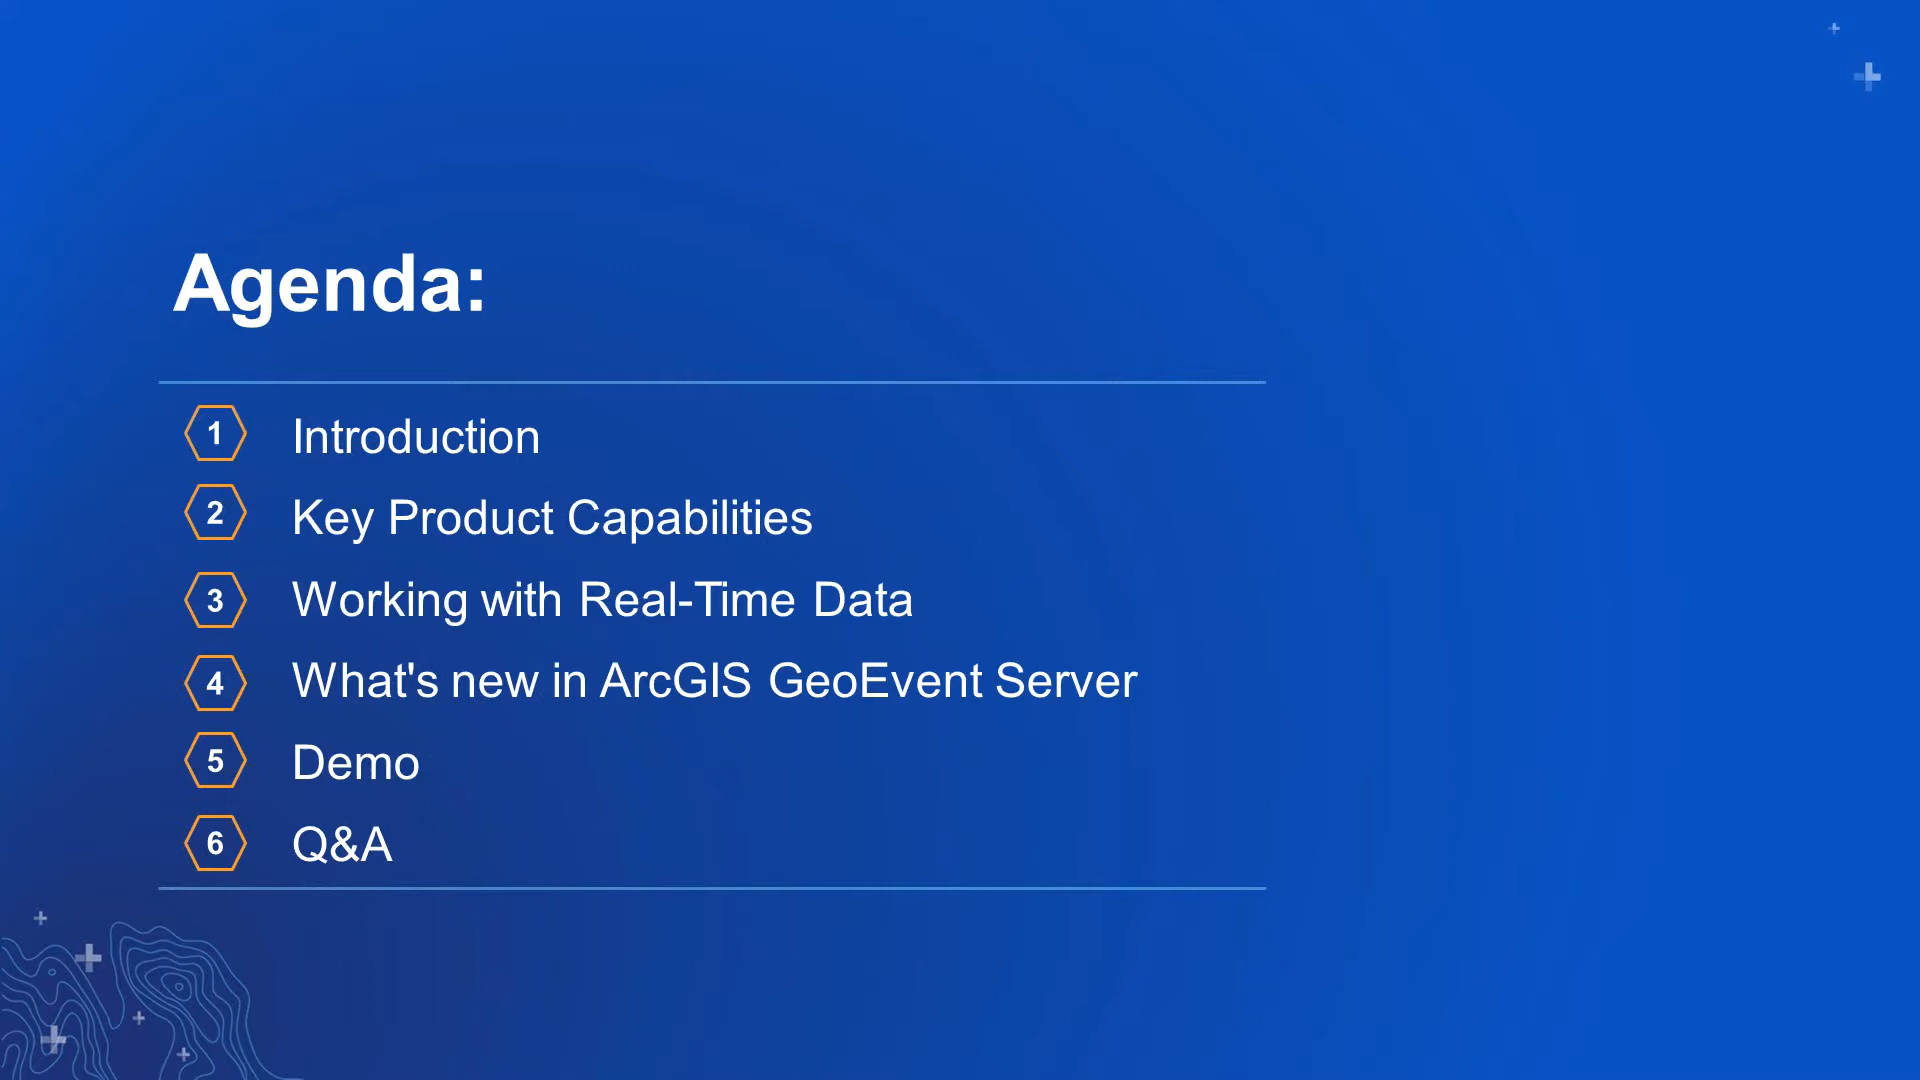 Agenda:
1 Introduction
2 Key Product Capabilities
3 Working with Real-Time Data
4 What's new in ArcGIS GeoEvent Server
5 Demo
6 Q&A